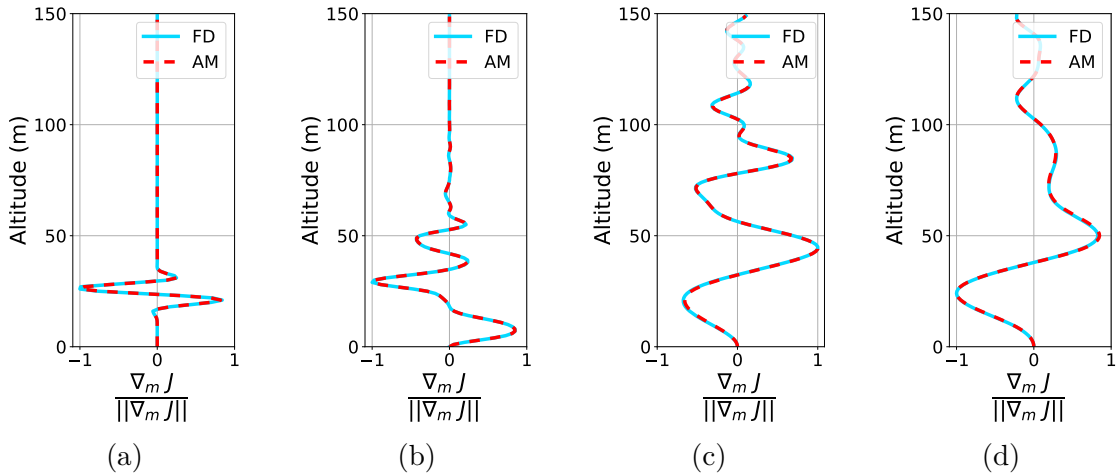 150
FD
AM
100
50
0
Altitude (m)
−1 0 1
∇m J
||∇m J||
(a)
150
FD
AM
100
50
0
Altitude (m)
−1 0 1
∇m J
||∇m J||
(b)
150
FD
AM
100
50
0
Altitude (m)
−1 0 1
∇m J
||∇m J||
(c)
150
FD
AM
100
50
0
Altitude (m)
−1 0 1
∇m J
||∇m J||
(d)